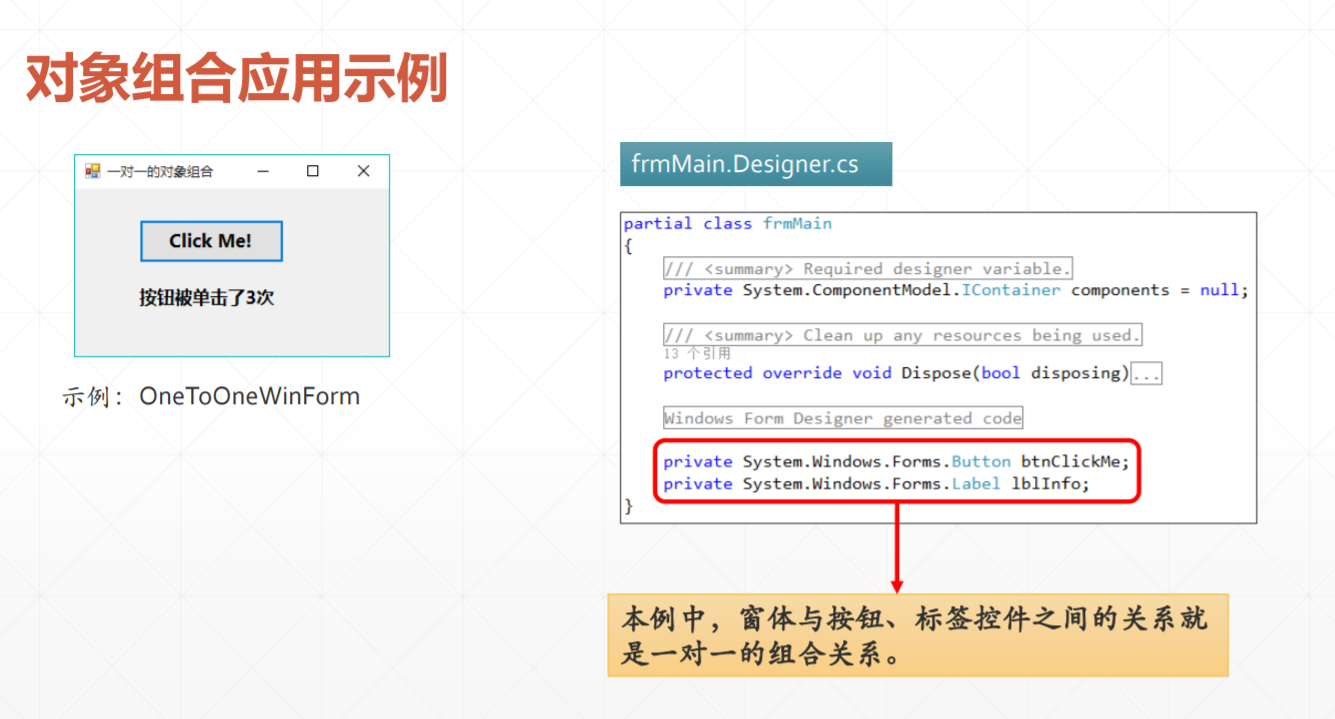 对象组合应用示例
一对一的对象组合
Click Me!
按钮被单击了3次
示例：OneToOneWinForm
frmMain.Designer.cs
partial class frmMain
{
/// <summary> Required designer variable.
private System.ComponentModel.IContainer components = null;
/// <summary> Clean up any resources being used.
13 个引用
protected override void Dispose(bool disposing)...
Windows Form Designer generated code
private System.Windows.Forms.Button btnClickMe;
private System.Windows.Forms.Label lblInfo;
}
本例中，窗体与按钮、标签控件之间的关系就
是一对一的组合关系。